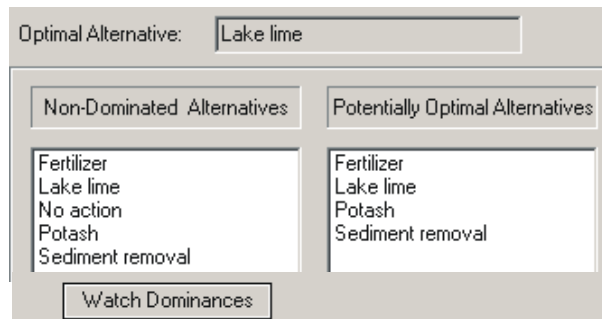 Optimal Alternative: Lake lime
Non-Dominated Alternatives
Potentially Optimal Alternatives
Fertilizer
Lake lime
No action
Potash
Sediment removal
Fertilizer
Lake lime
Potash
Sediment removal
Watch Dominances